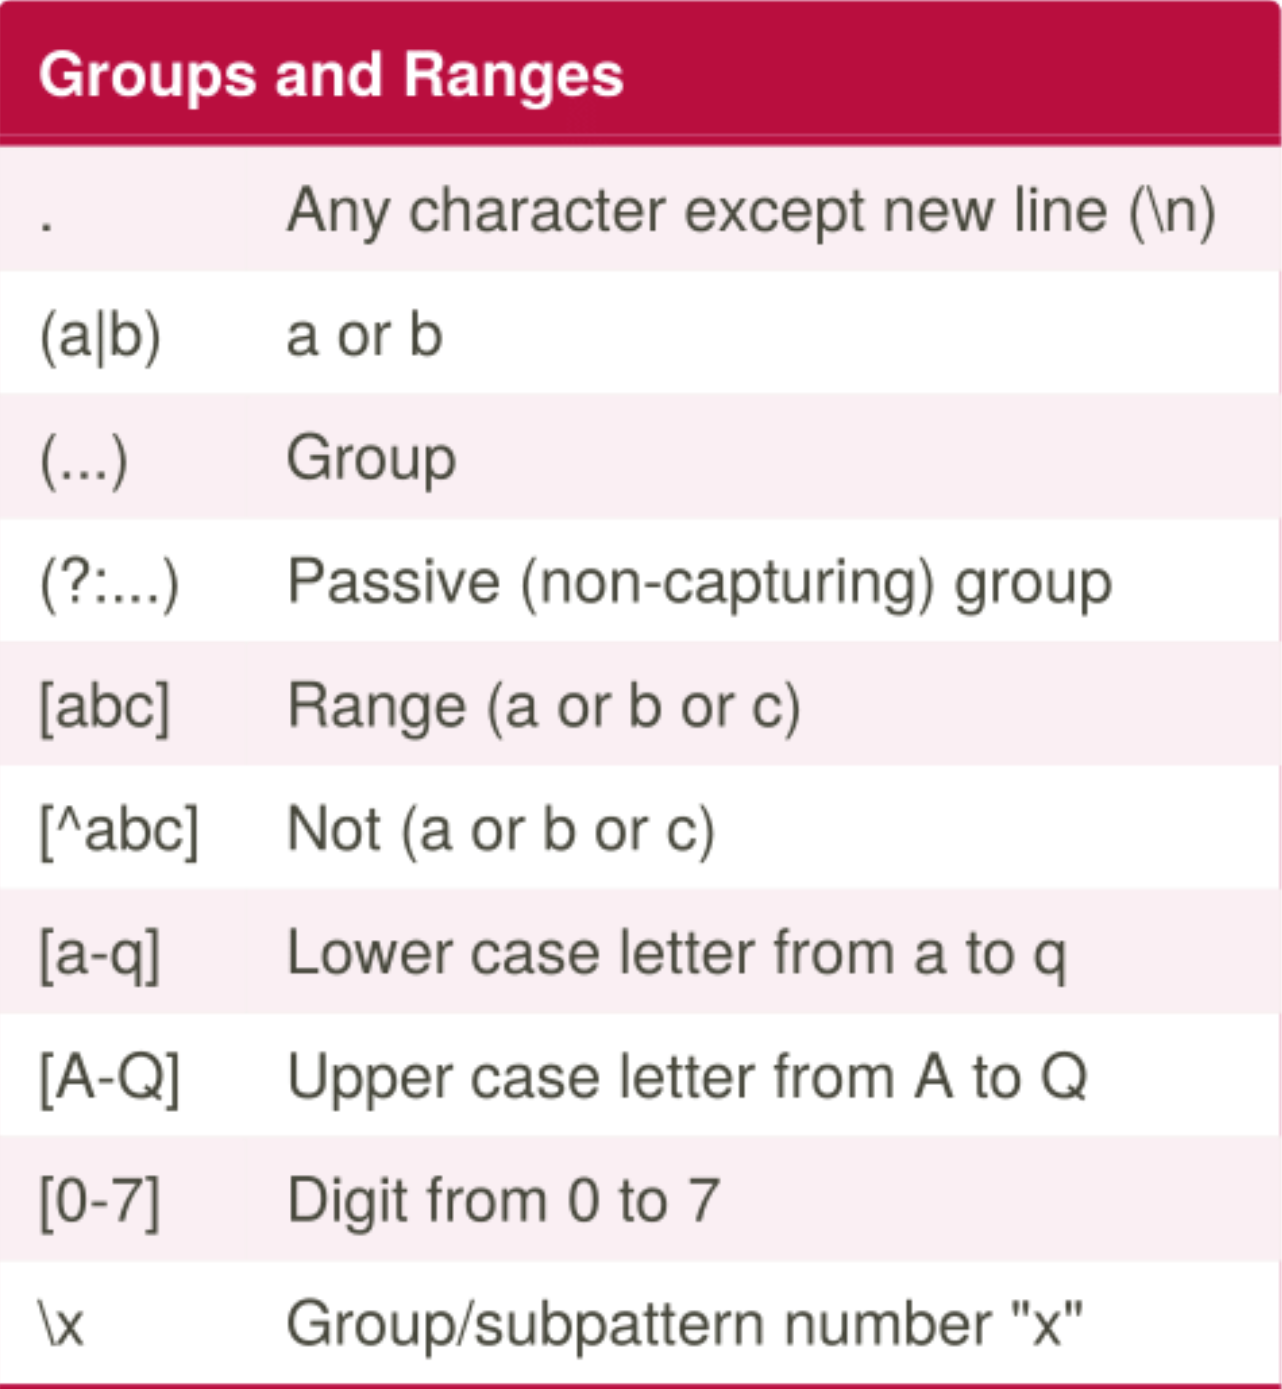 Groups and Ranges
. Any character except new line (\n)
(a|b) a or b
(...) Group
(?:...) Passive (non-capturing) group
[abc] Range (a or b or c)
[^abc] Not (a or b or c)
[a-q] Lower case letter from a to q
[A-Q] Upper case letter from A to Q
[0-7] Digit from 0 to 7
\x Group/subpattern number "x"